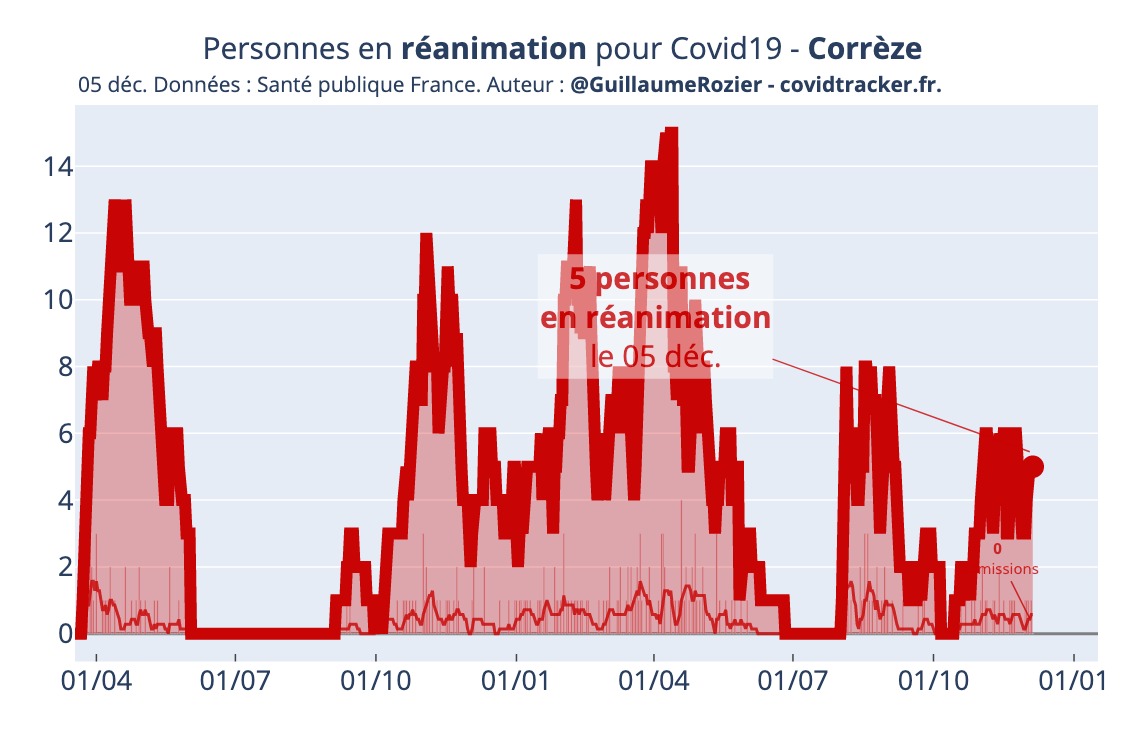 Personnes en réanimation pour Covid19 - Corrèze
05 déc. Données : Santé publique France. Auteur : @GuillaumeRozier - covidtracker.fr.
14
12
10
8
6
4
2
0
5 personnes
en réanimation
le 05 déc.
0
missions
01/04
01/07
01/10
01/01
01/04
01/07
01/10
01/01